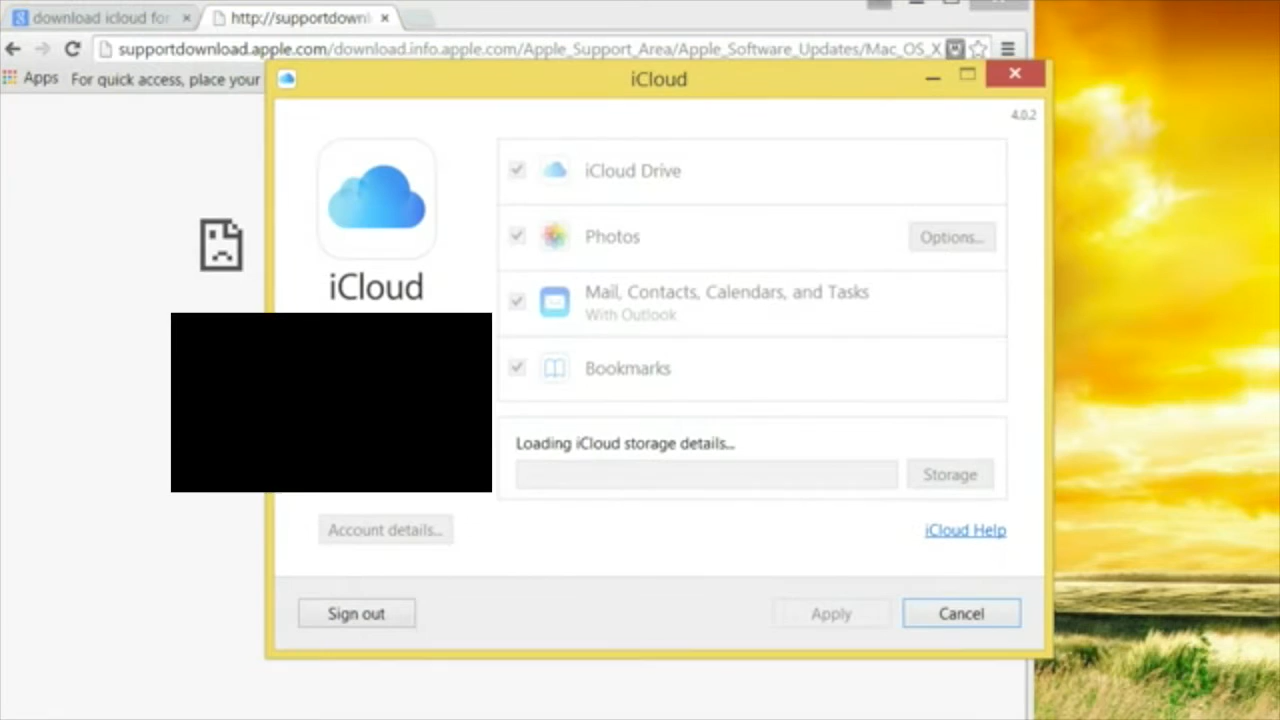 download icloud for
http://supportdownl
supportdownload.apple.com/download.info.apple.com/Apple_Support_Area/Apple_Software_Updates/Mac_OS_X
Apps For quick access, place your
iCloud
4.0.2
iCloud
iCloud Drive
Photos
Options...
Mail, Contacts, Calendars, and Tasks
With Outlook
Bookmarks
Loading iCloud storage details...
Storage
Account details...
iCloud Help
Sign out
Apply
Cancel